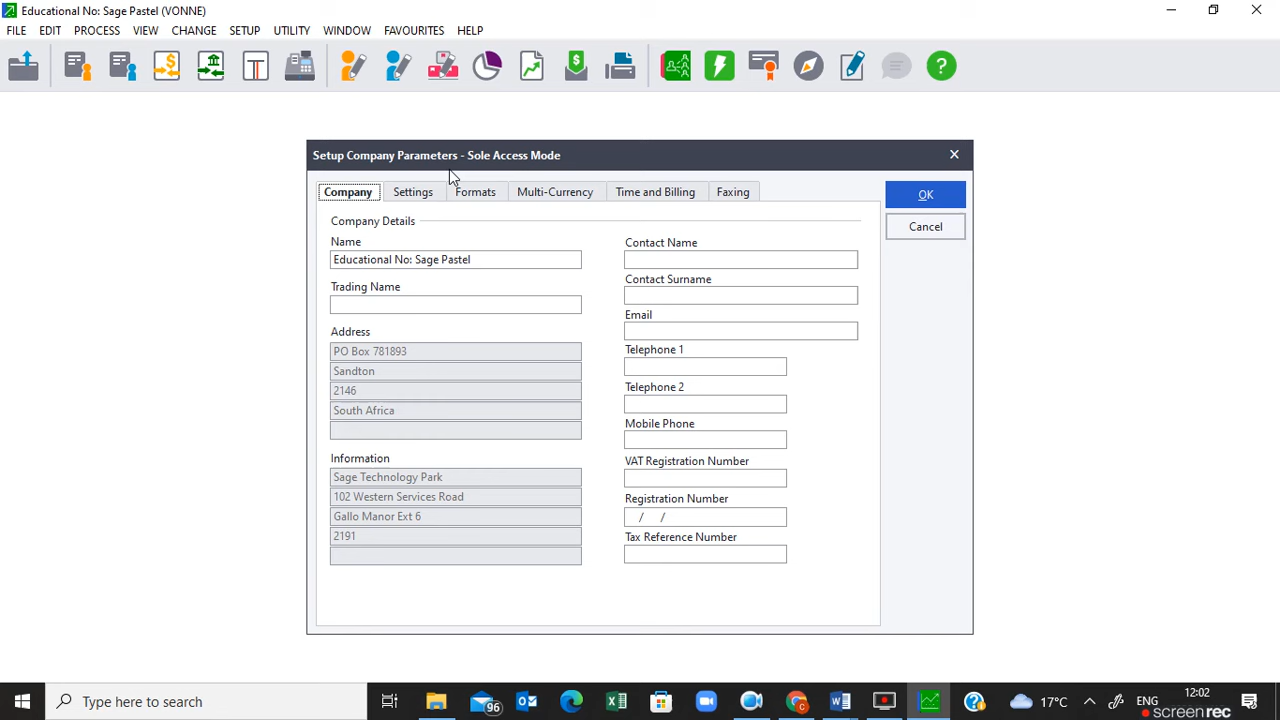 Educational No: Sage Pastel (VONNE)
FILE EDIT PROCESS VIEW CHANGE SETUP UTILITY WINDOW FAVOURITES HELP
Setup Company Parameters - Sole Access Mode
Company Settings Formats Multi-Currency Time and Billing Faxing
OK
Cancel
Company Details
Name
Educational No: Sage Pastel
Trading Name
Address
PO Box 781893
Sandton
2146
South Africa
Information
Sage Technology Park
102 Western Services Road
Gallo Manor Ext 6
2191
Contact Name
Contact Surname
Email
Telephone 1
Telephone 2
Mobile Phone
VAT Registration Number
Registration Number
/ /
Tax Reference Number
Type here to search
96
17°C
ENG
12:02
screenrec